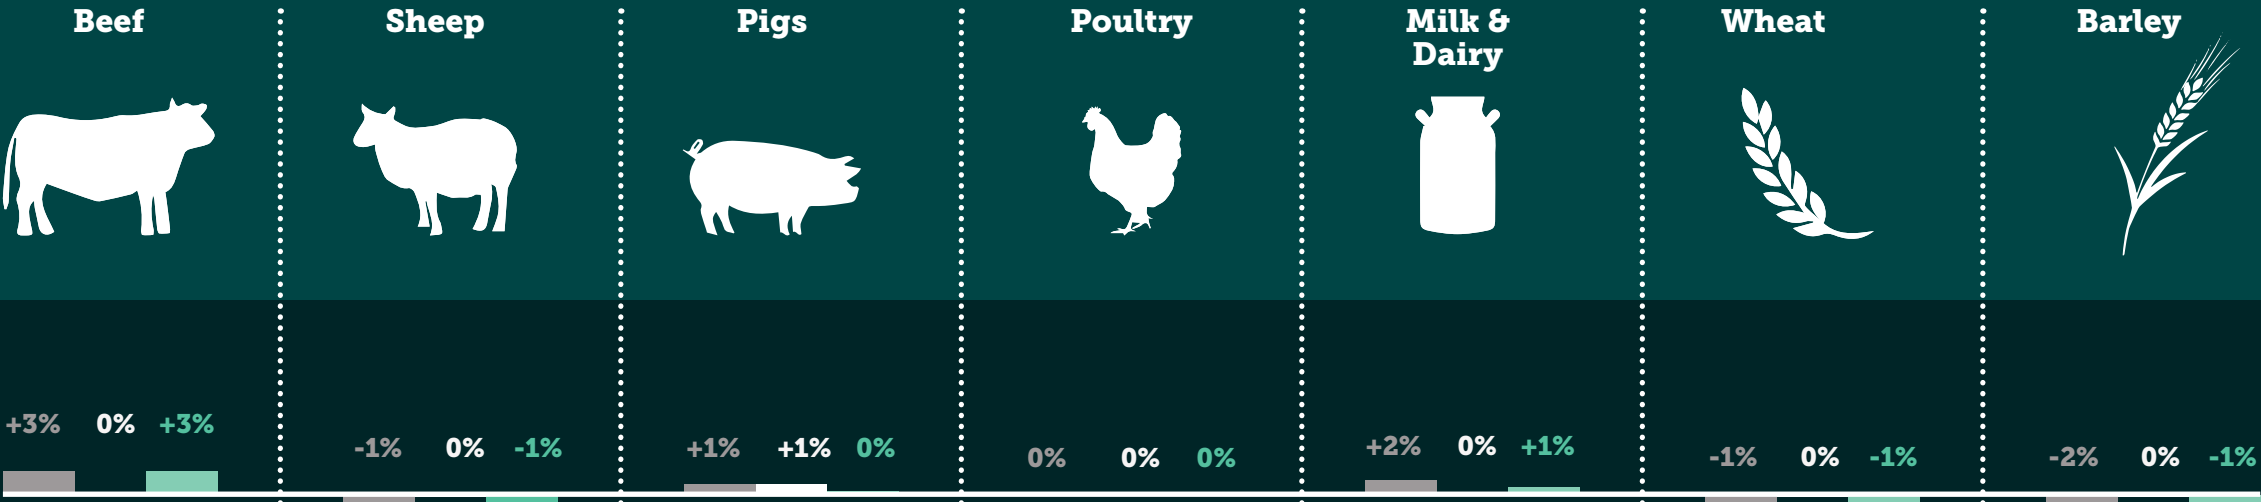 Beef Sheep Pigs Poultry Milk & Wheat Barley
Dairy
+3% 0% +3% -1% 0% -1% +1% +1% 0% 0% 0% 0% +2% 0% +1% -1% 0% -1% -2% 0% -1%